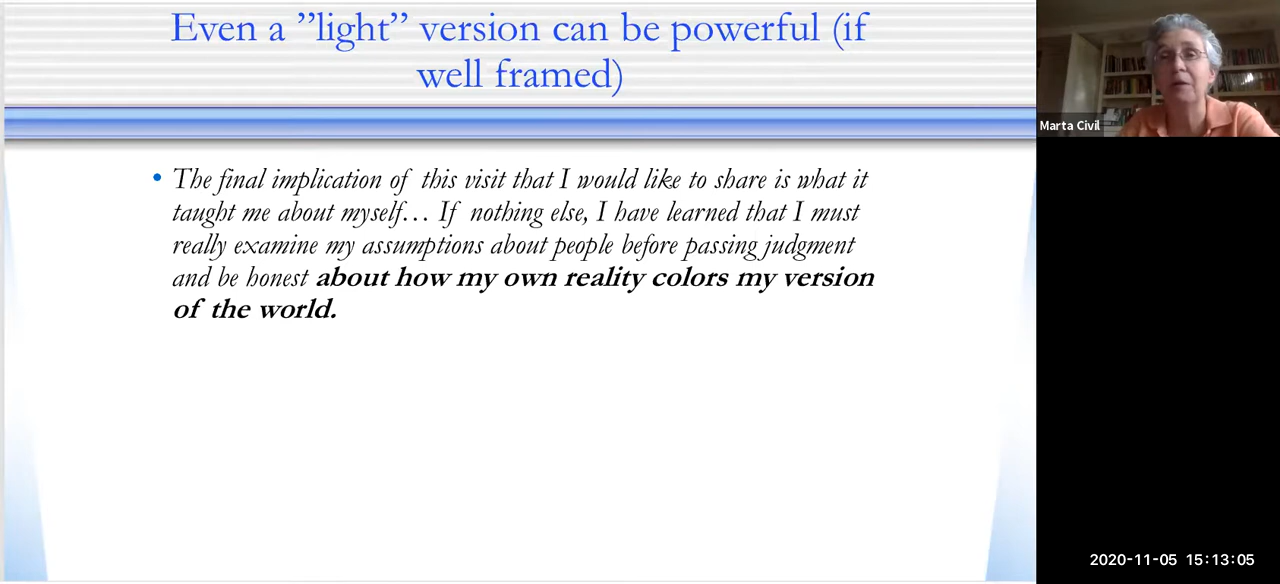 Even a ”light” version can be powerful (if
well framed)
• The final implication of this visit that I would like to share is what it
taught me about myself… If nothing else, I have learned that I must
really examine my assumptions about people before passing judgment
and be honest about how my own reality colors my version
of the world.
Marta Civil
2020-11-05 15:13:05